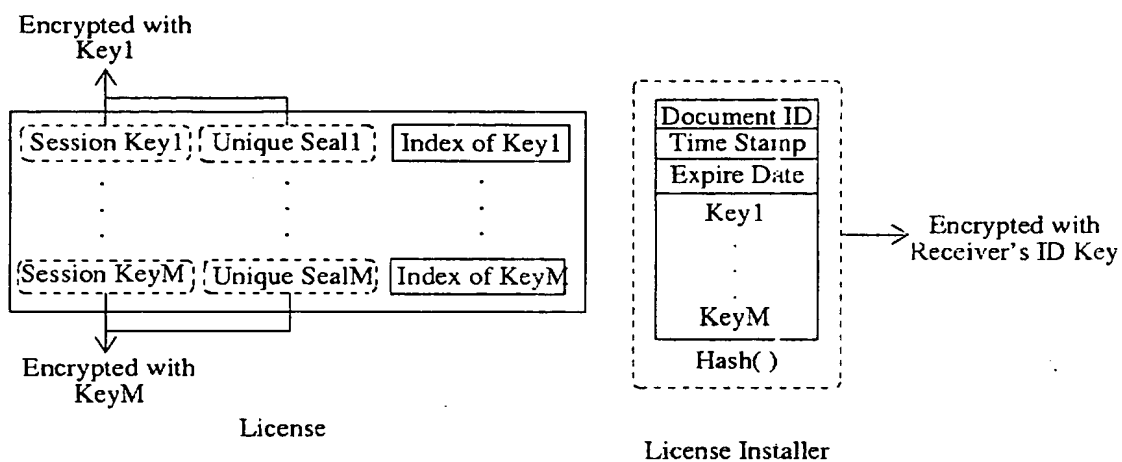 Encrypted with
Key1
Session Key1 Unique Seal1 Index of Key1
Session KeyM Unique SealM Index of KeyM
Encrypted with
KeyM
License
Document ID
Time Stamp
Expire Date
Key1
KeyM
Hash( )
Encrypted with
Receiver's ID Key
License Installer